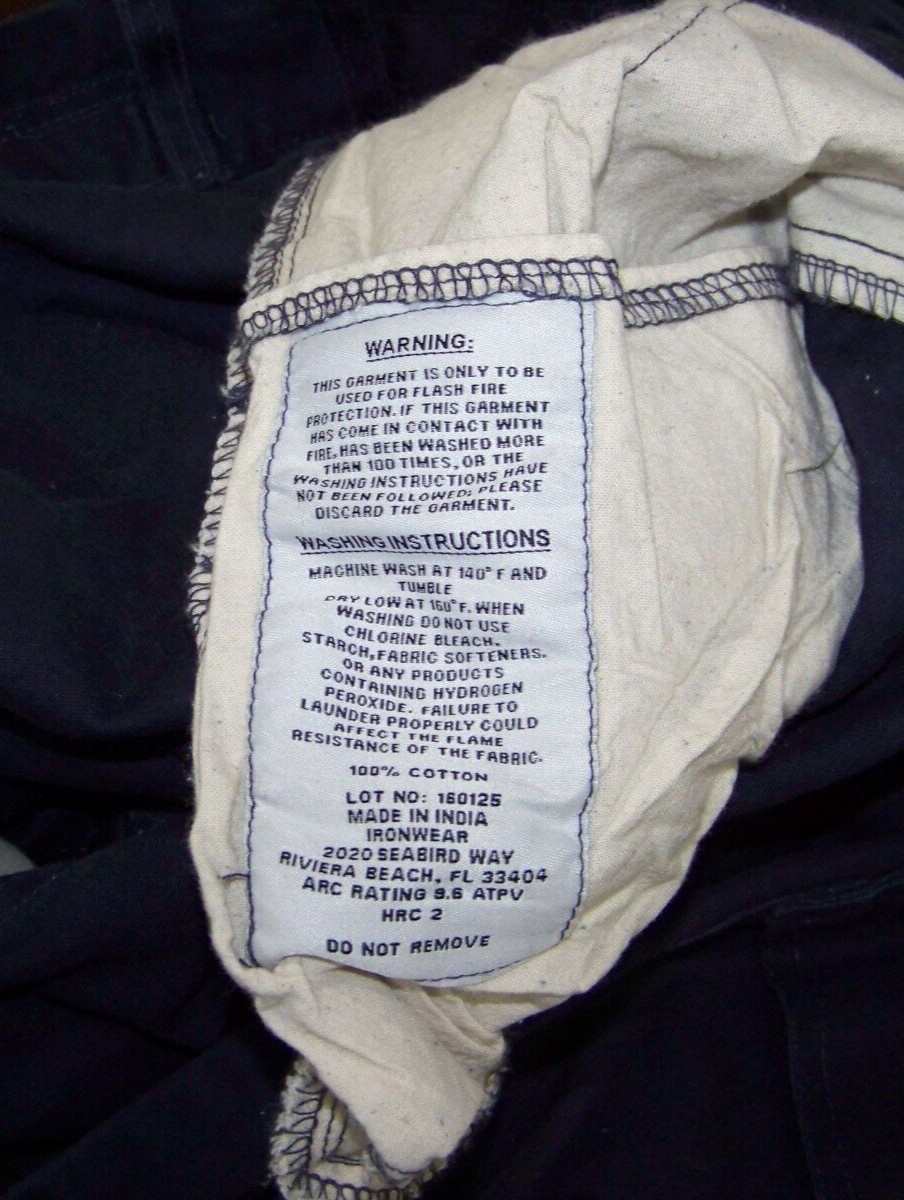 WARNING:
THIS GARMENT IS ONLY TO BE
USED FOR FLASH FIRE
PROTECTION. IF THIS GARMENT
HAS COME IN CONTACT WITH
FIRE, HAS BEEN WASHED MORE
THAN 100 TIMES, OR THE
WASHING INSTRUCTIONS HAVE
NOT BEEN FOLLOWED; PLEASE
DISCARD THE GARMENT.
WASHING INSTRUCTIONS
MACHINE WASH AT 140° F AND
TUMBLE
DRY LOW AT 160° F. WHEN
WASHING DO NOT USE
CHLORINE BLEACH.
STARCH, FABRIC SOFTENERS.
OR ANY PRODUCTS
CONTAINING HYDROGEN
PEROXIDE. FAILURE TO
LAUNDER PROPERLY COULD
AFFECT THE FLAME
RESISTANCE OF THE FABRIC.
100% COTTON
LOT NO: 160125
MADE IN INDIA
IRONWEAR
2020 SEABIRD WAY
RIVIERA BEACH, FL 33404
ARC RATING 9.6 ATPV
HRC 2
DO NOT REMOVE